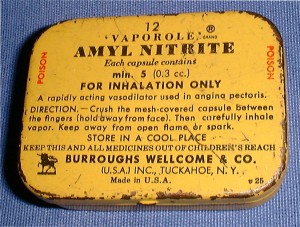 12
'VAPOROLE' ® BRAND
AMYL NITRITE
Each capsule contains
min. 5 (0.3 cc.)
FOR INHALATION ONLY
POISON
POISON
A rapidly acting vasodilator used in angina pectoris.
DIRECTION.— Crush the mesh-covered capsule between
the fingers (hold away from face). Then carefully inhale
vapor. Keep away from open flame or spark.
STORE IN A COOL PLACE
KEEP THIS AND ALL MEDICINES OUT OF CHILDREN'S REACH
BURROUGHS WELLCOME & CO.
(U.S.A.) INC., TUCKAHOE, N.Y.
Made in U.S.A.